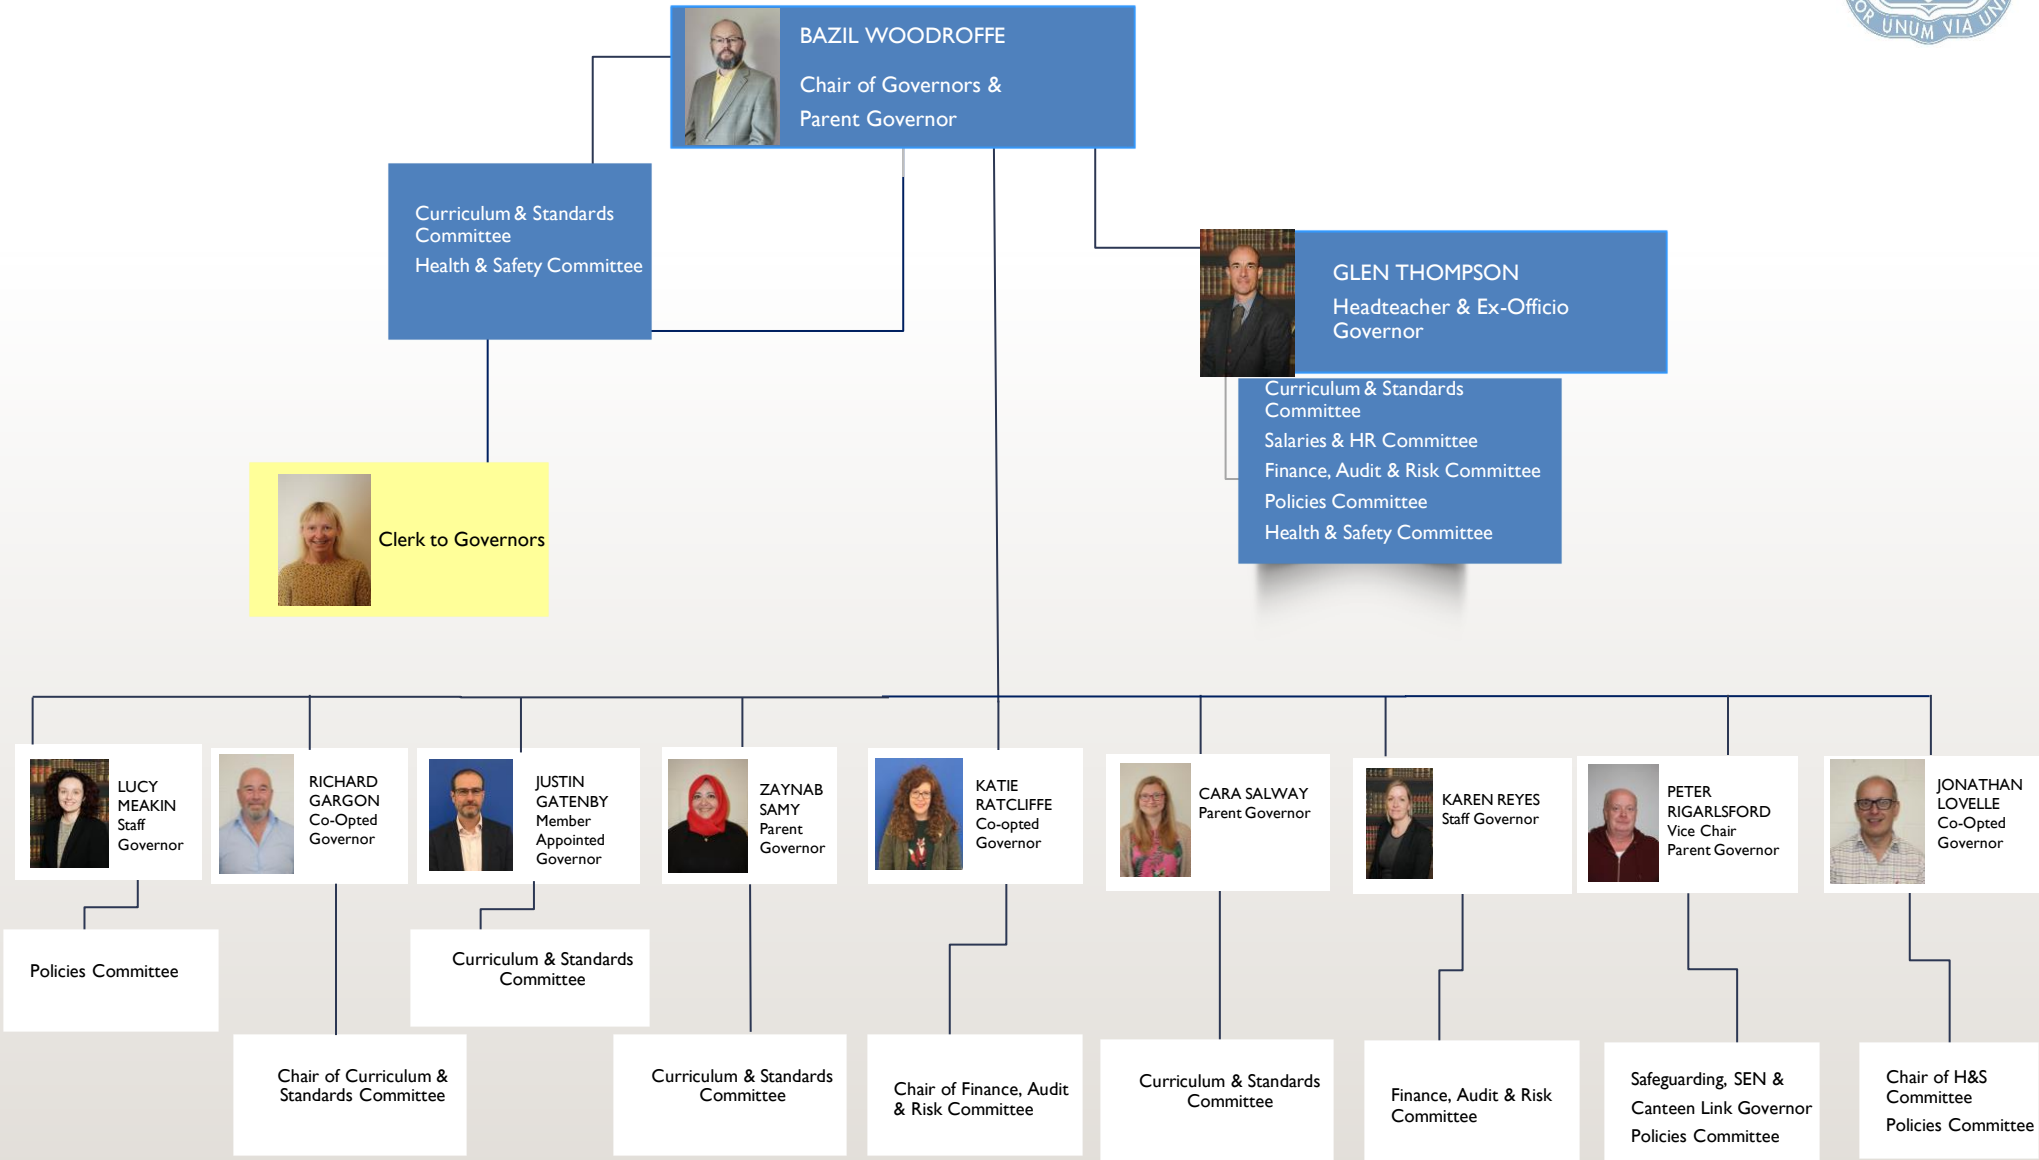 OR UNUM VIA UNI
BAZIL WOODROFFE
Chair of Governors &
Parent Governor
Curriculum & Standards
Committee
Health & Safety Committee
GLEN THOMPSON
Headteacher & Ex-Officio
Governor
Curriculum & Standards
Committee
Salaries & HR Committee
Finance, Audit & Risk Committee
Policies Committee
Health & Safety Committee
Clerk to Governors
LUCY
MEAKIN
Staff
Governor
RICHARD
GARGON
Co-Opted
Governor
JUSTIN
GATENBY
Member
Appointed
Governor
ZAYNAB
SAMY
Parent
Governor
KATIE
RATCLIFFE
Co-opted
Governor
CARA SALWAY
Parent Governor
KAREN REYES
Staff Governor
PETER
RIGARLSFORD
Vice Chair
Parent Governor
JONATHAN
LOVELLE
Co-Opted
Governor
Policies Committee
Chair of Curriculum &
Standards Committee
Curriculum & Standards
Committee
Curriculum & Standards
Committee
Chair of Finance, Audit
& Risk Committee
Curriculum & Standards
Committee
Finance, Audit & Risk
Committee
Safeguarding, SEN &
Canteen Link Governor
Policies Committee
Chair of H&S
Committee
Policies Committee